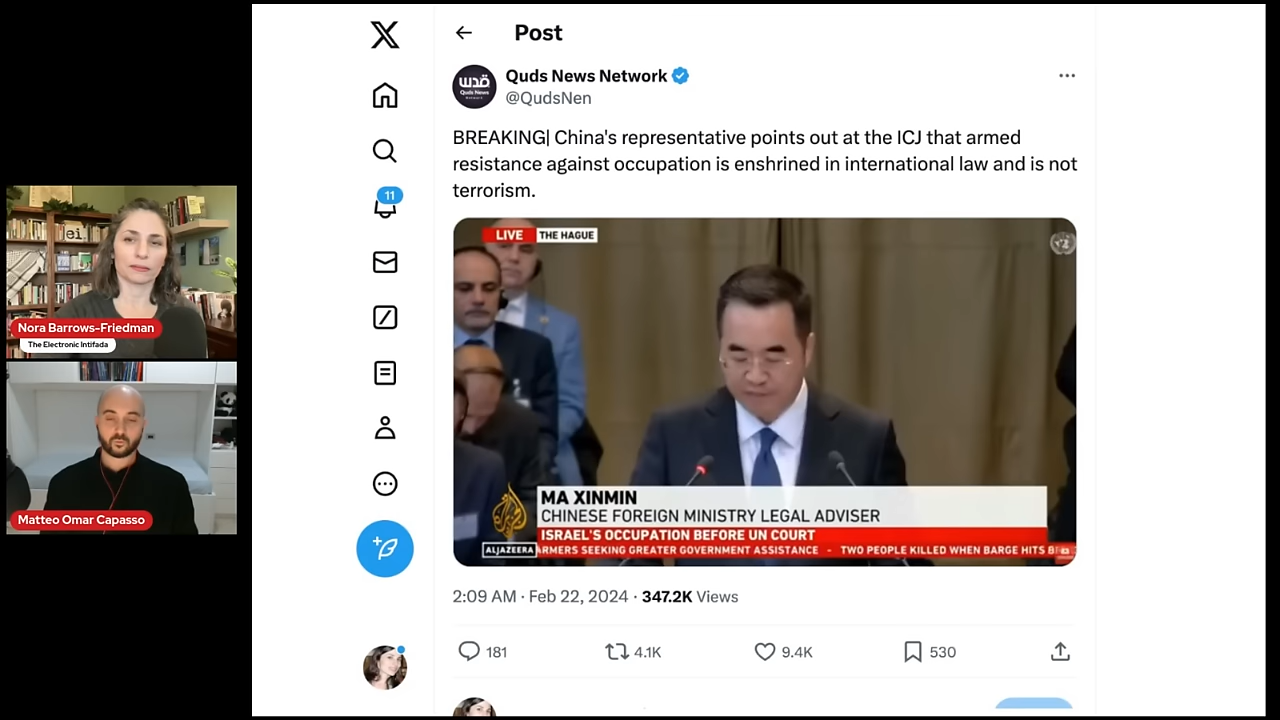 Post
قدس
Quds News
Quds News Network
@QudsNen
BREAKING| China's representative points out at the ICJ that armed
resistance against occupation is enshrined in international law and is not
terrorism.
11
LIVE THE HAGUE
MA XINMIN
CHINESE FOREIGN MINISTRY LEGAL ADVISER
ISRAEL'S OCCUPATION BEFORE UN COURT
ALJAZEERA
ARMERS SEEKING GREATER GOVERNMENT ASSISTANCE - TWO PEOPLE KILLED WHEN BARGE HITS
2:09 AM · Feb 22, 2024 · 347.2K Views
181 4.1K 9.4K 530
ei
Nora Barrows-Friedman
The Electronic Intifada
Matteo Omar Capasso